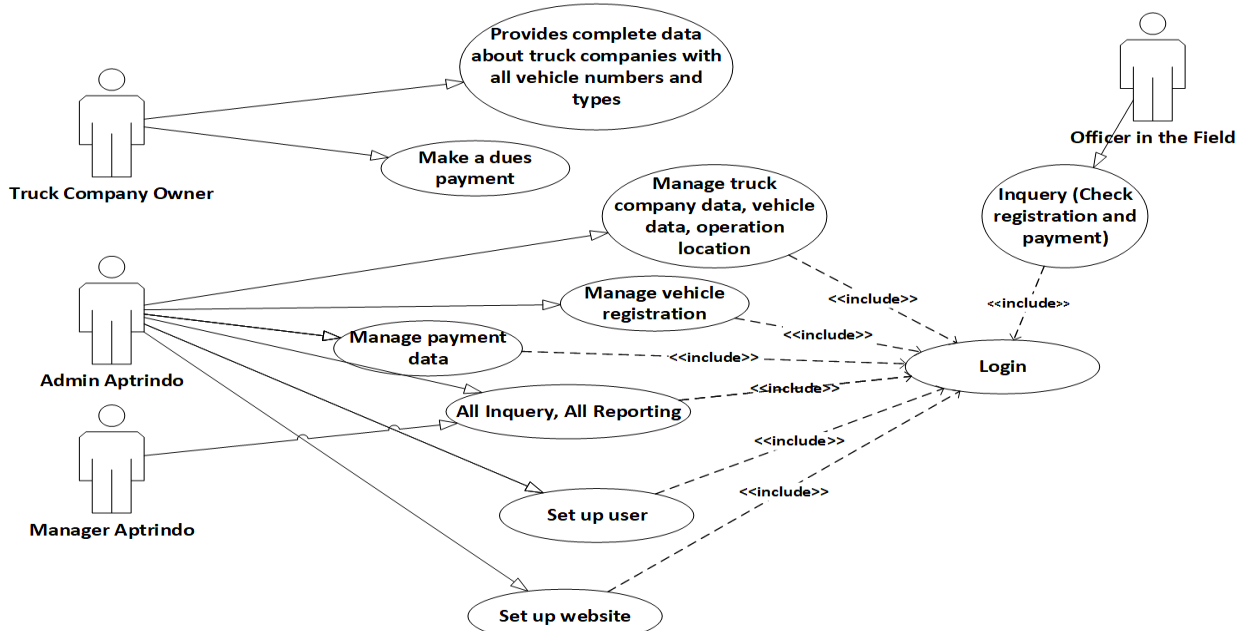 Provides complete data
about truck companies with
all vehicle numbers and
types
Officer in the Field
Make a dues
payment
Truck Company Owner
Manage truck
company data, vehicle
data, operation
location
Inquery (Check
registration and
payment)
<<include>>
<<include>>
Manage vehicle
registration
<<include>>
Manage payment
data
<<include>>
Login
Admin Aptrindo
<<include>>
All Inquery, All Reporting
<<include>>
<<include>>
Set up user
Manager Aptrindo
Set up website